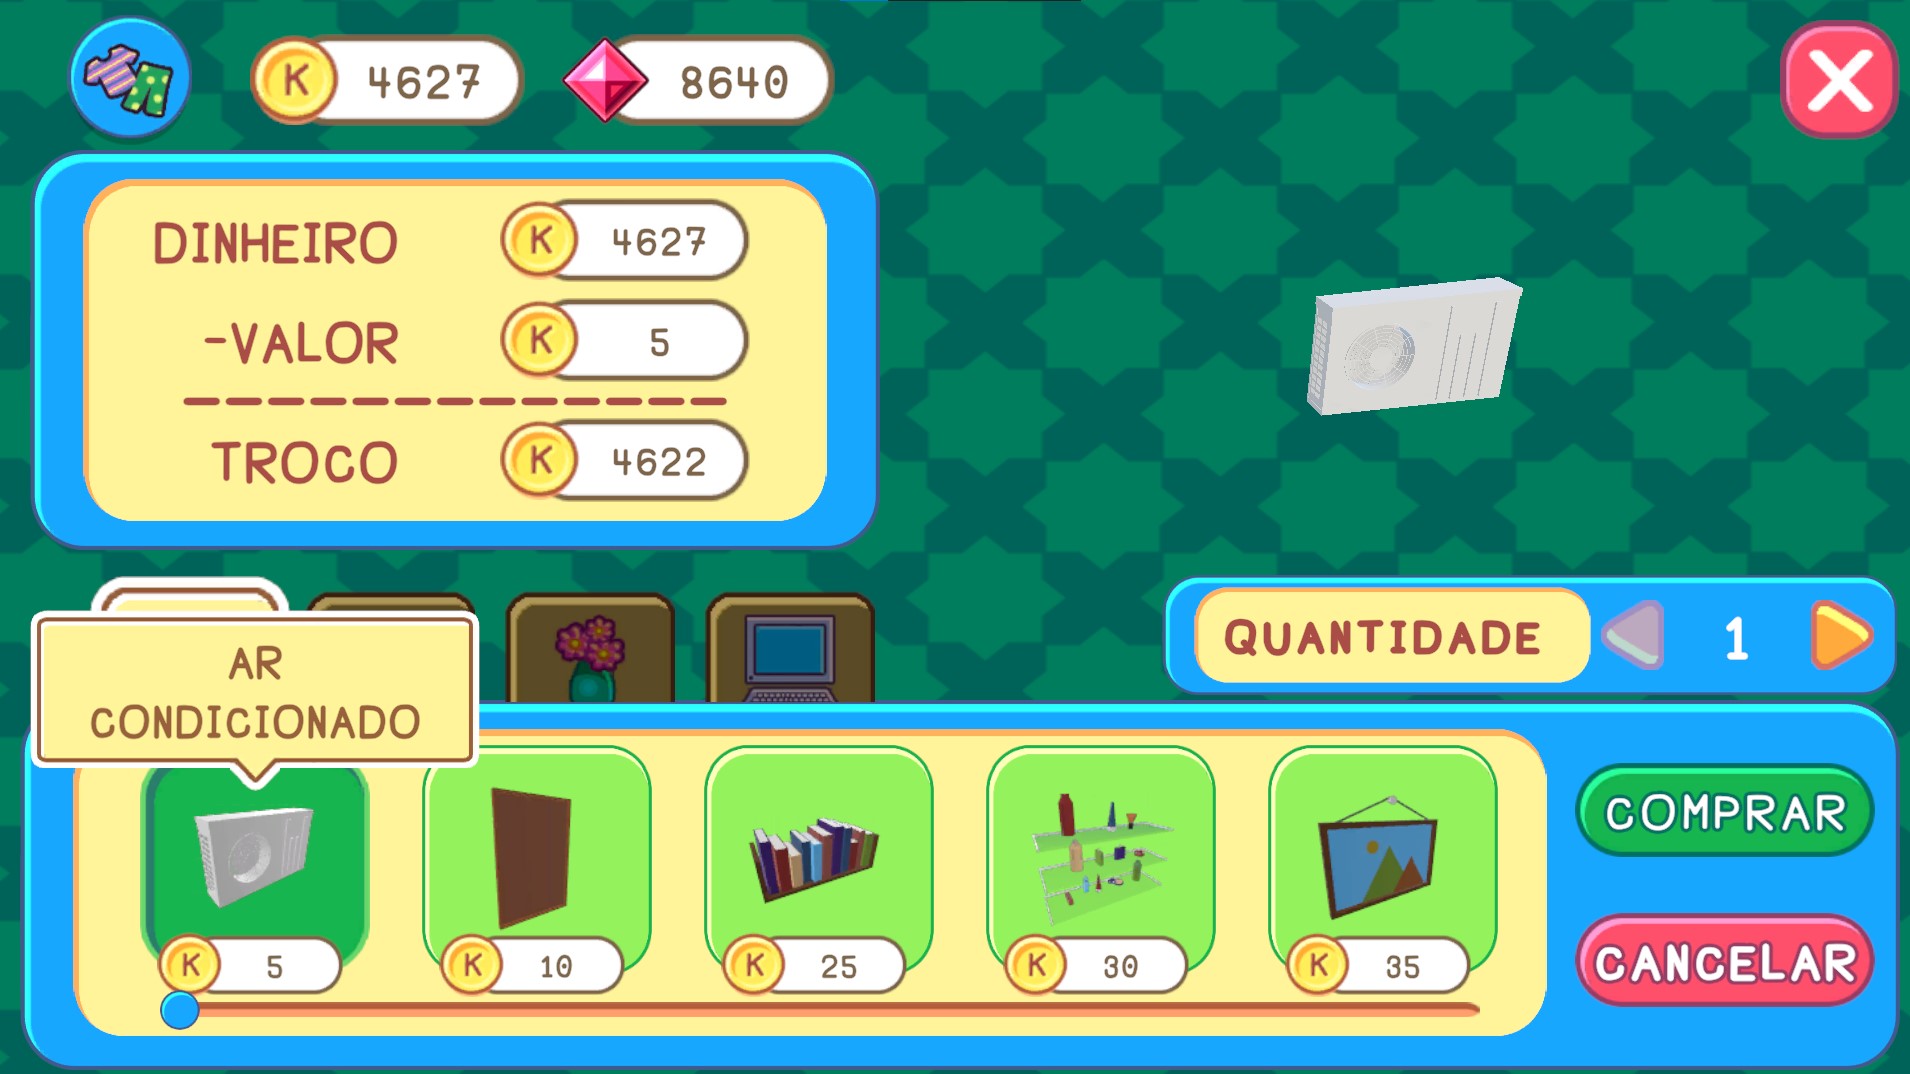 K 4627 8640
DINHEIRO K 4627
-VALOR K 5
TROCO K 4622
AR
CONDICIONADO
QUANTIDADE 1
K 5 K 10 K 25 K 30 K 35
COMPRAR
CANCELAR